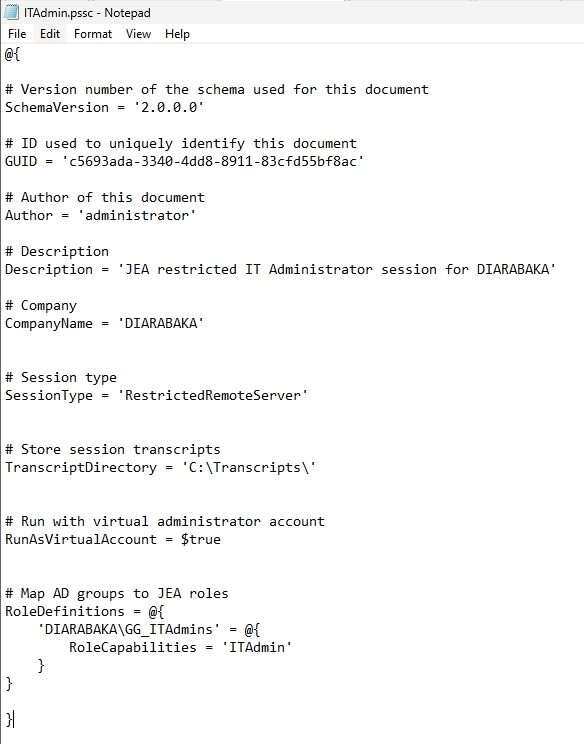 ITAdmin.pssc - Notepad
File Edit Format View Help
@{
# Version number of the schema used for this document
SchemaVersion = '2.0.0.0'
# ID used to uniquely identify this document
GUID = 'c5693ada-3340-4dd8-8911-83cfd55bf8ac'
# Author of this document
Author = 'administrator'
# Description
Description = 'JEA restricted IT Administrator session for DIARABAKA'
# Company
CompanyName = 'DIARABAKA'
# Session type
SessionType = 'RestrictedRemoteServer'
# Store session transcripts
TranscriptDirectory = 'C:\Transcripts\'
# Run with virtual administrator account
RunAsVirtualAccount = $true
# Map AD groups to JEA roles
RoleDefinitions = @{
    'DIARABAKA\GG_ITAdmins' = @{
        RoleCapabilities = 'ITAdmin'
    }
}
}